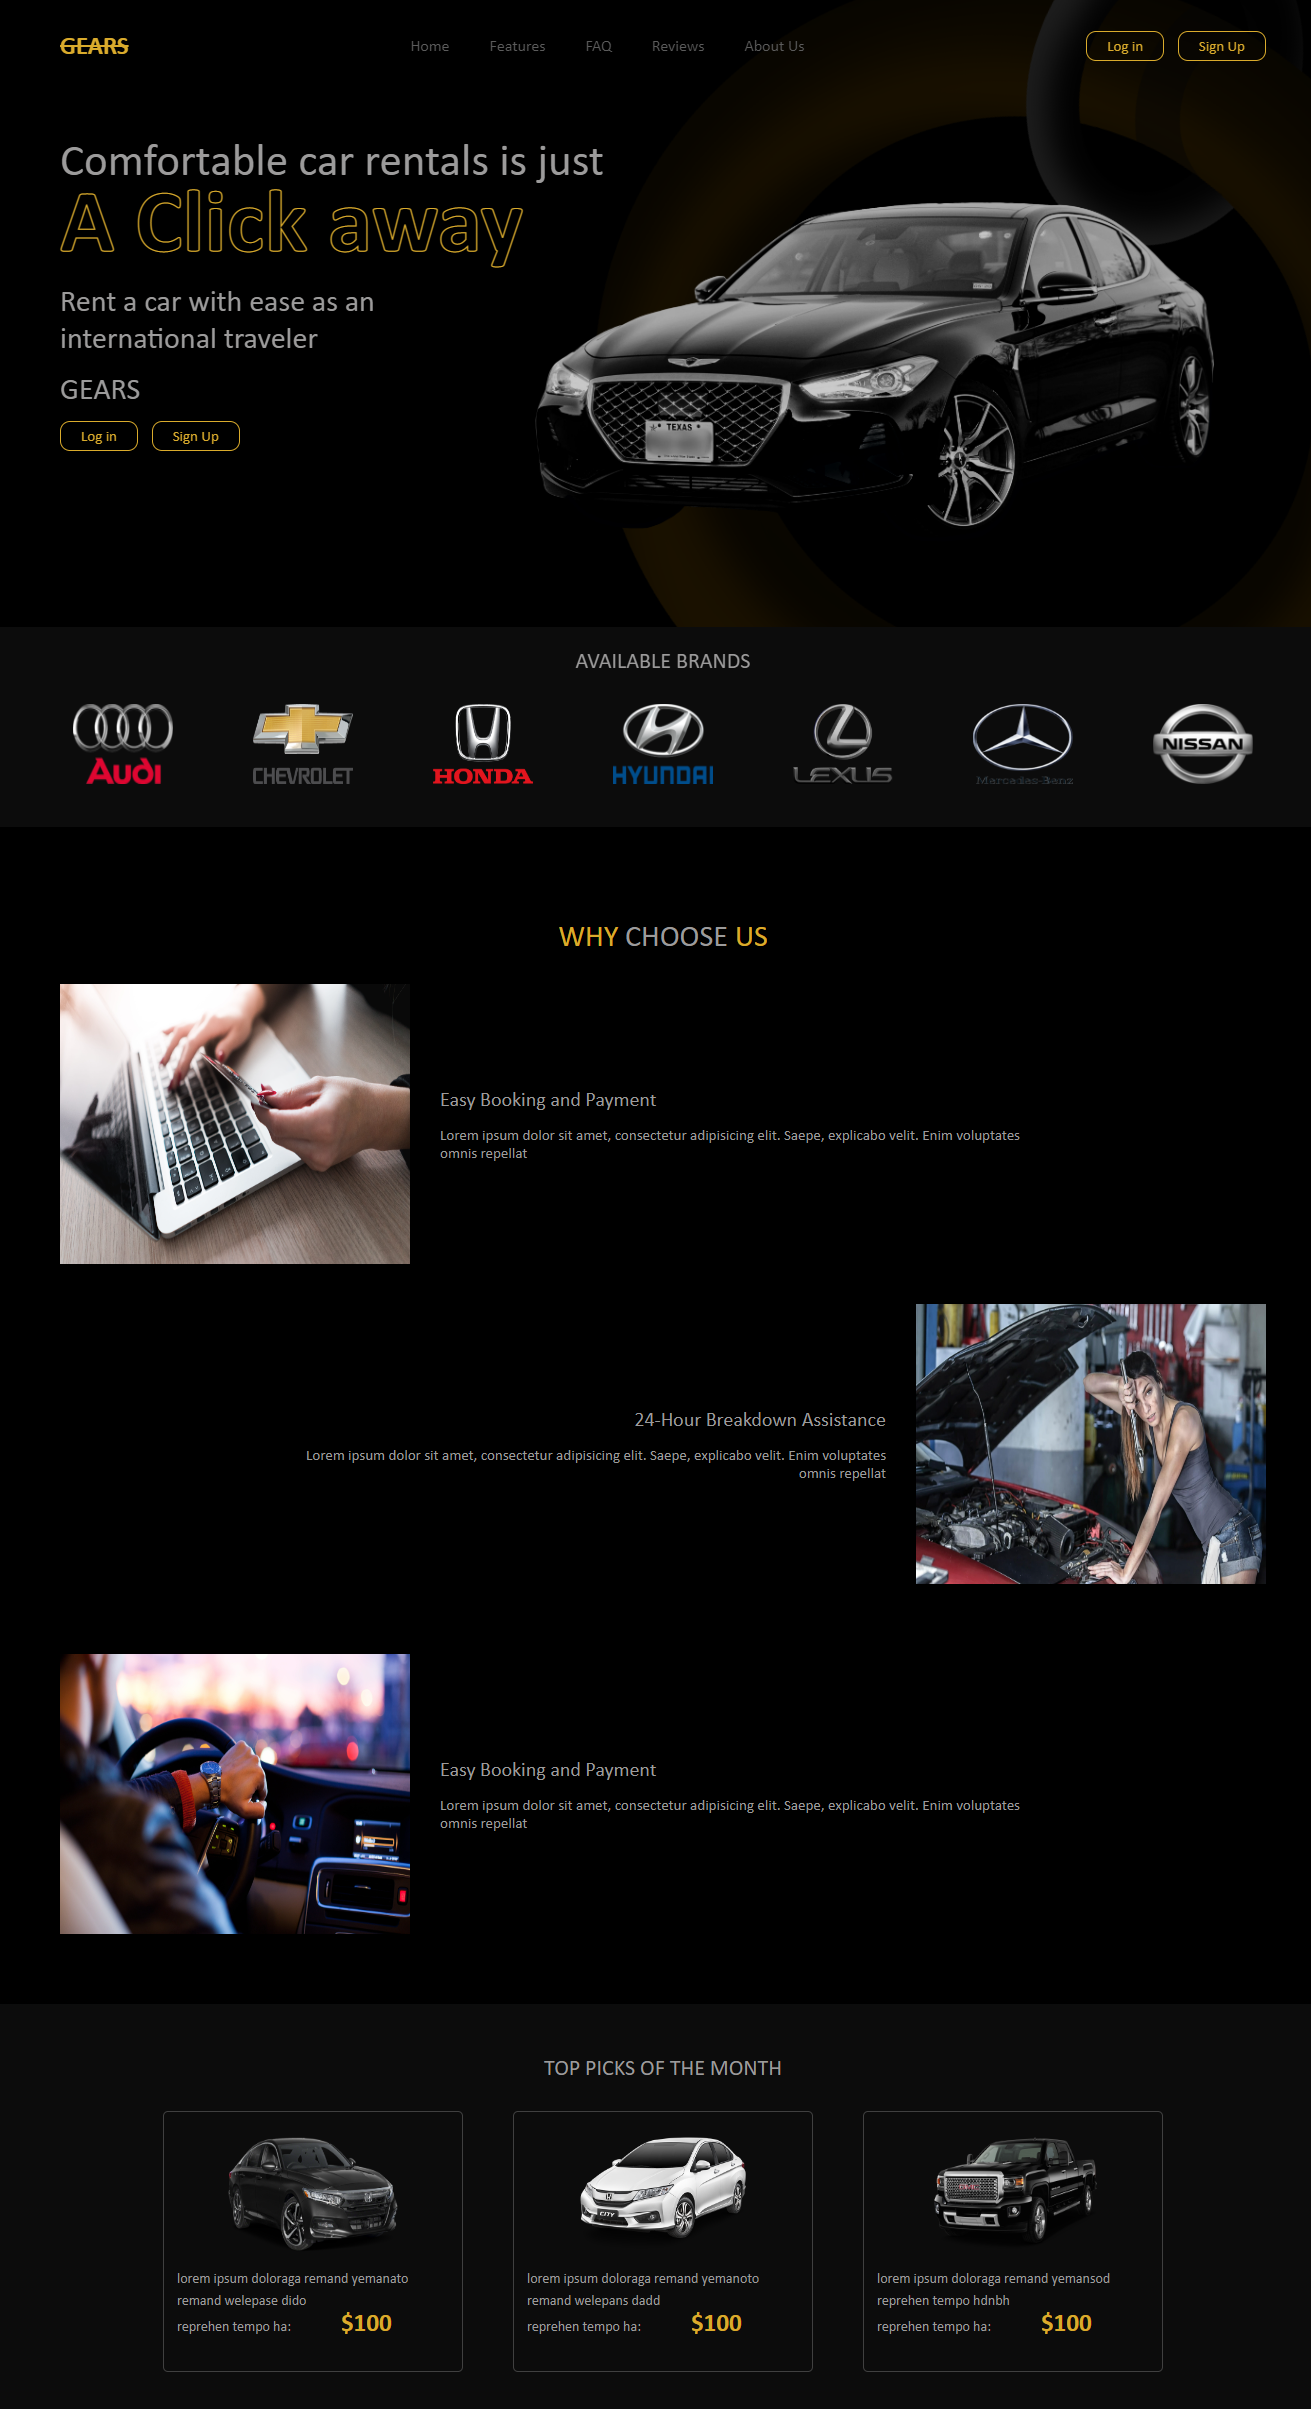 GEARS
Home Features FAQ Reviews About Us
Log in Sign Up
Comfortable car rentals is just
A Click away
Rent a car with ease as an
international traveler
GEARS
Log in Sign Up
TEXAS
AVAILABLE BRANDS
Audi CHEVROLET HONDA HYUNDAI LEXUS Mercedes-Benz NISSAN
WHY CHOOSE US
Easy Booking and Payment
Lorem ipsum dolor sit amet, consectetur adipisicing elit. Saepe, explicabo velit. Enim voluptates
omnis repellat
24-Hour Breakdown Assistance
Lorem ipsum dolor sit amet, consectetur adipisicing elit. Saepe, explicabo velit. Enim voluptates
omnis repellat
Easy Booking and Payment
Lorem ipsum dolor sit amet, consectetur adipisicing elit. Saepe, explicabo velit. Enim voluptates
omnis repellat
TOP PICKS OF THE MONTH
CITY
lorem ipsum doloraga remand yemanato
remand welepase dido
reprehen tempo ha: $100
lorem ipsum doloraga remand yemanoto
remand welepans dadd
reprehen tempo ha: $100
lorem ipsum doloraga remand yemansod
reprehen tempo hdnbh
reprehen tempo ha: $100